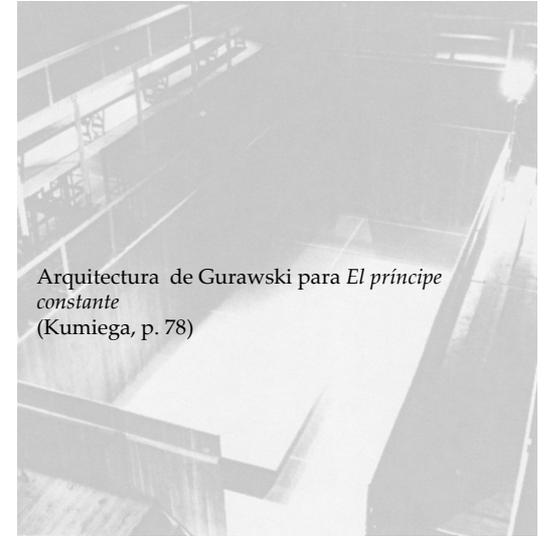 Arquitectura de Gurawski para El príncipe
constante
(Kumiega, p. 78)